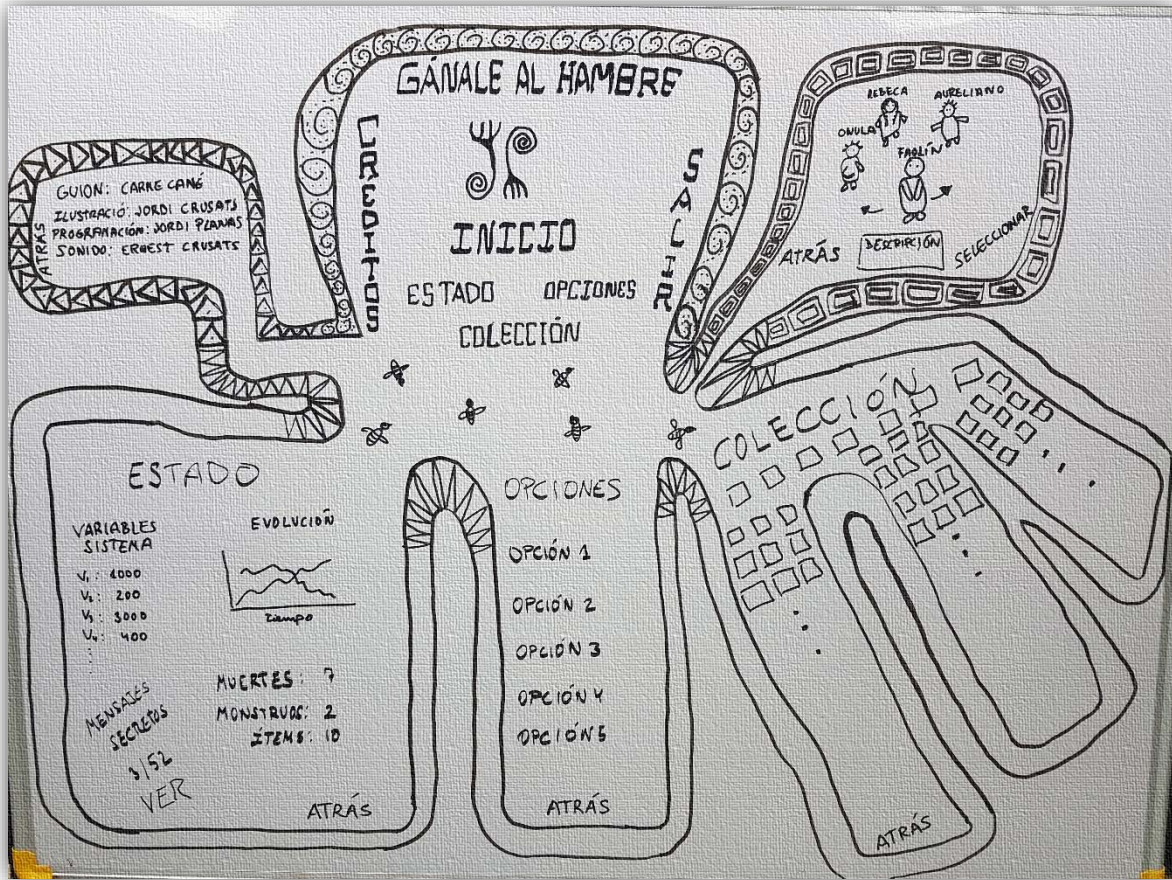 GÁNALE AL HAMBRE
CREDITOS
SALIR
INICIO
ESTADO
OPCIONES
COLECCIÓN
GUION: CARME CANÉ
ILUSTRACIÓ: JORDI CRUSATS
PROGRAMACIÓN: JORDI PLANAS
SONIDO: ERNEST CRUSATS
ATRÁS
REBECA
AURELIANO
ONULA
FAOLÍN
ATRÁS
DESCRIPCIÓN
SELECCIONAR
ESTADO
VARIABLES
SISTEMA
V₁: 1000
V₂: 200
V₃: 3000
V₄: 400
EVOLUCIÓN
tiempo
MENSAJES
SECRETOS
3/52
VER
MUERTES: 7
MONSTRUOS: 2
ÍTEMS: 10
ATRÁS
OPCIONES
OPCIÓN 1
OPCIÓN 2
OPCIÓN 3
OPCIÓN 4
OPCIÓN 5
ATRÁS
COLECCIÓN
ATRÁS